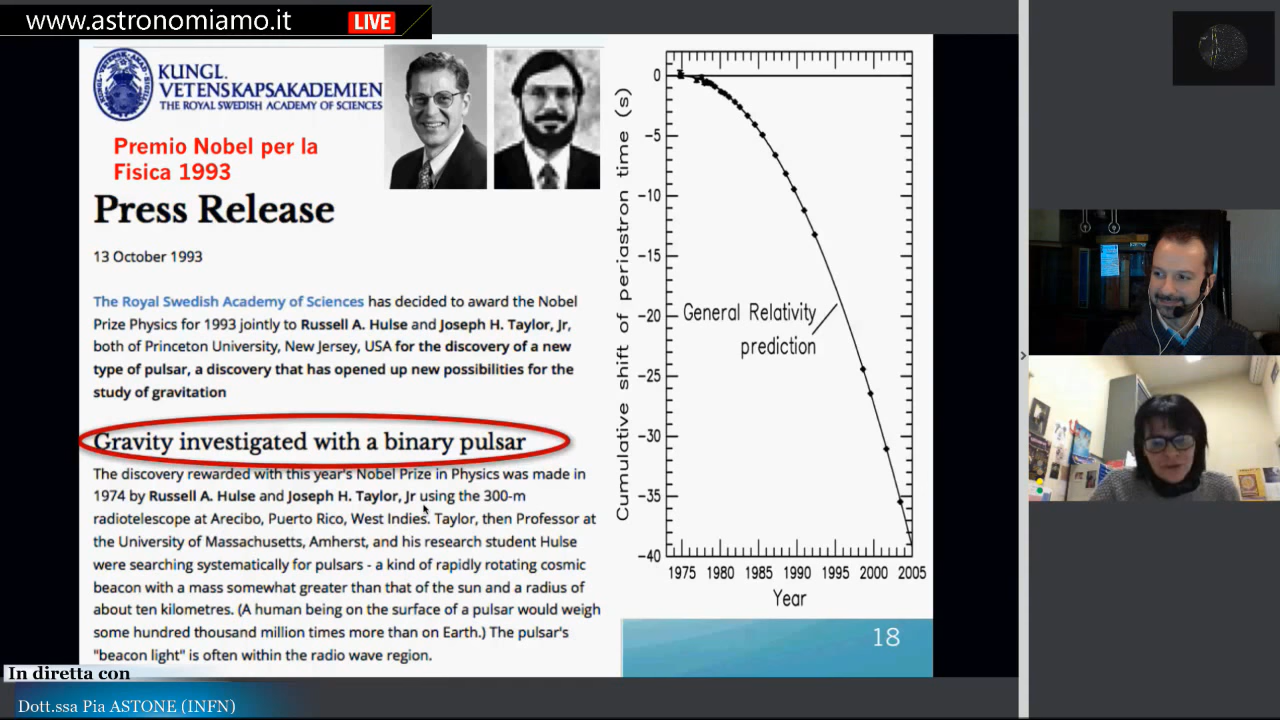 www.astronomiamo.it LIVE
KUNGL.
VETENSKAPSAKADEMIEN
THE ROYAL SWEDISH ACADEMY OF SCIENCES
Premio Nobel per la
Fisica 1993
Press Release
13 October 1993
The Royal Swedish Academy of Sciences has decided to award the Nobel
Prize Physics for 1993 jointly to Russell A. Hulse and Joseph H. Taylor, Jr,
both of Princeton University, New Jersey, USA for the discovery of a new
type of pulsar, a discovery that has opened up new possibilities for the
study of gravitation
Gravity investigated with a binary pulsar
The discovery rewarded with this year's Nobel Prize in Physics was made in
1974 by Russell A. Hulse and Joseph H. Taylor, Jr using the 300-m
radiotelescope at Arecibo, Puerto Rico, West Indies. Taylor, then Professor at
the University of Massachusetts, Amherst, and his research student Hulse
were searching systematically for pulsars - a kind of rapidly rotating cosmic
beacon with a mass somewhat greater than that of the sun and a radius of
about ten kilometres. (A human being on the surface of a pulsar would weigh
some hundred thousand million times more than on Earth.) The pulsar's
"beacon light" is often within the radio wave region.
Cumulative shift of periastron time (s)
0
-5
-10
-15
-20
-25
-30
-35
-40
General Relativity
prediction
1975 1980 1985 1990 1995 2000 2005
Year
18
In diretta con
Dott.ssa Pia ASTONE (INFN)